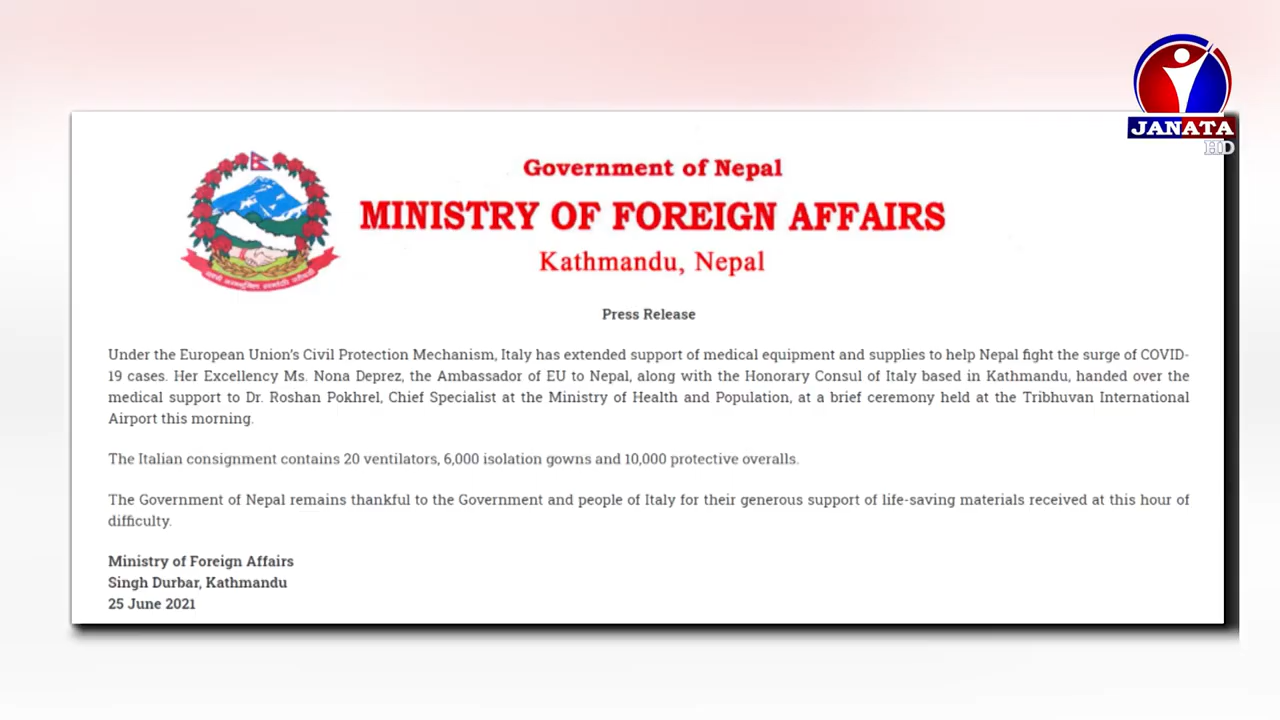 JANATA
HD
Government of Nepal
MINISTRY OF FOREIGN AFFAIRS
Kathmandu, Nepal
Press Release
Under the European Union's Civil Protection Mechanism, Italy has extended support of medical equipment and supplies to help Nepal fight the surge of COVID-
19 cases. Her Excellency Ms. Nona Deprez, the Ambassador of EU to Nepal, along with the Honorary Consul of Italy based in Kathmandu, handed over the
medical support to Dr. Roshan Pokhrel, Chief Specialist at the Ministry of Health and Population, at a brief ceremony held at the Tribhuvan International
Airport this morning.
The Italian consignment contains 20 ventilators, 6,000 isolation gowns and 10,000 protective overalls.
The Government of Nepal remains thankful to the Government and people of Italy for their generous support of life-saving materials received at this hour of
difficulty.
Ministry of Foreign Affairs
Singh Durbar, Kathmandu
25 June 2021